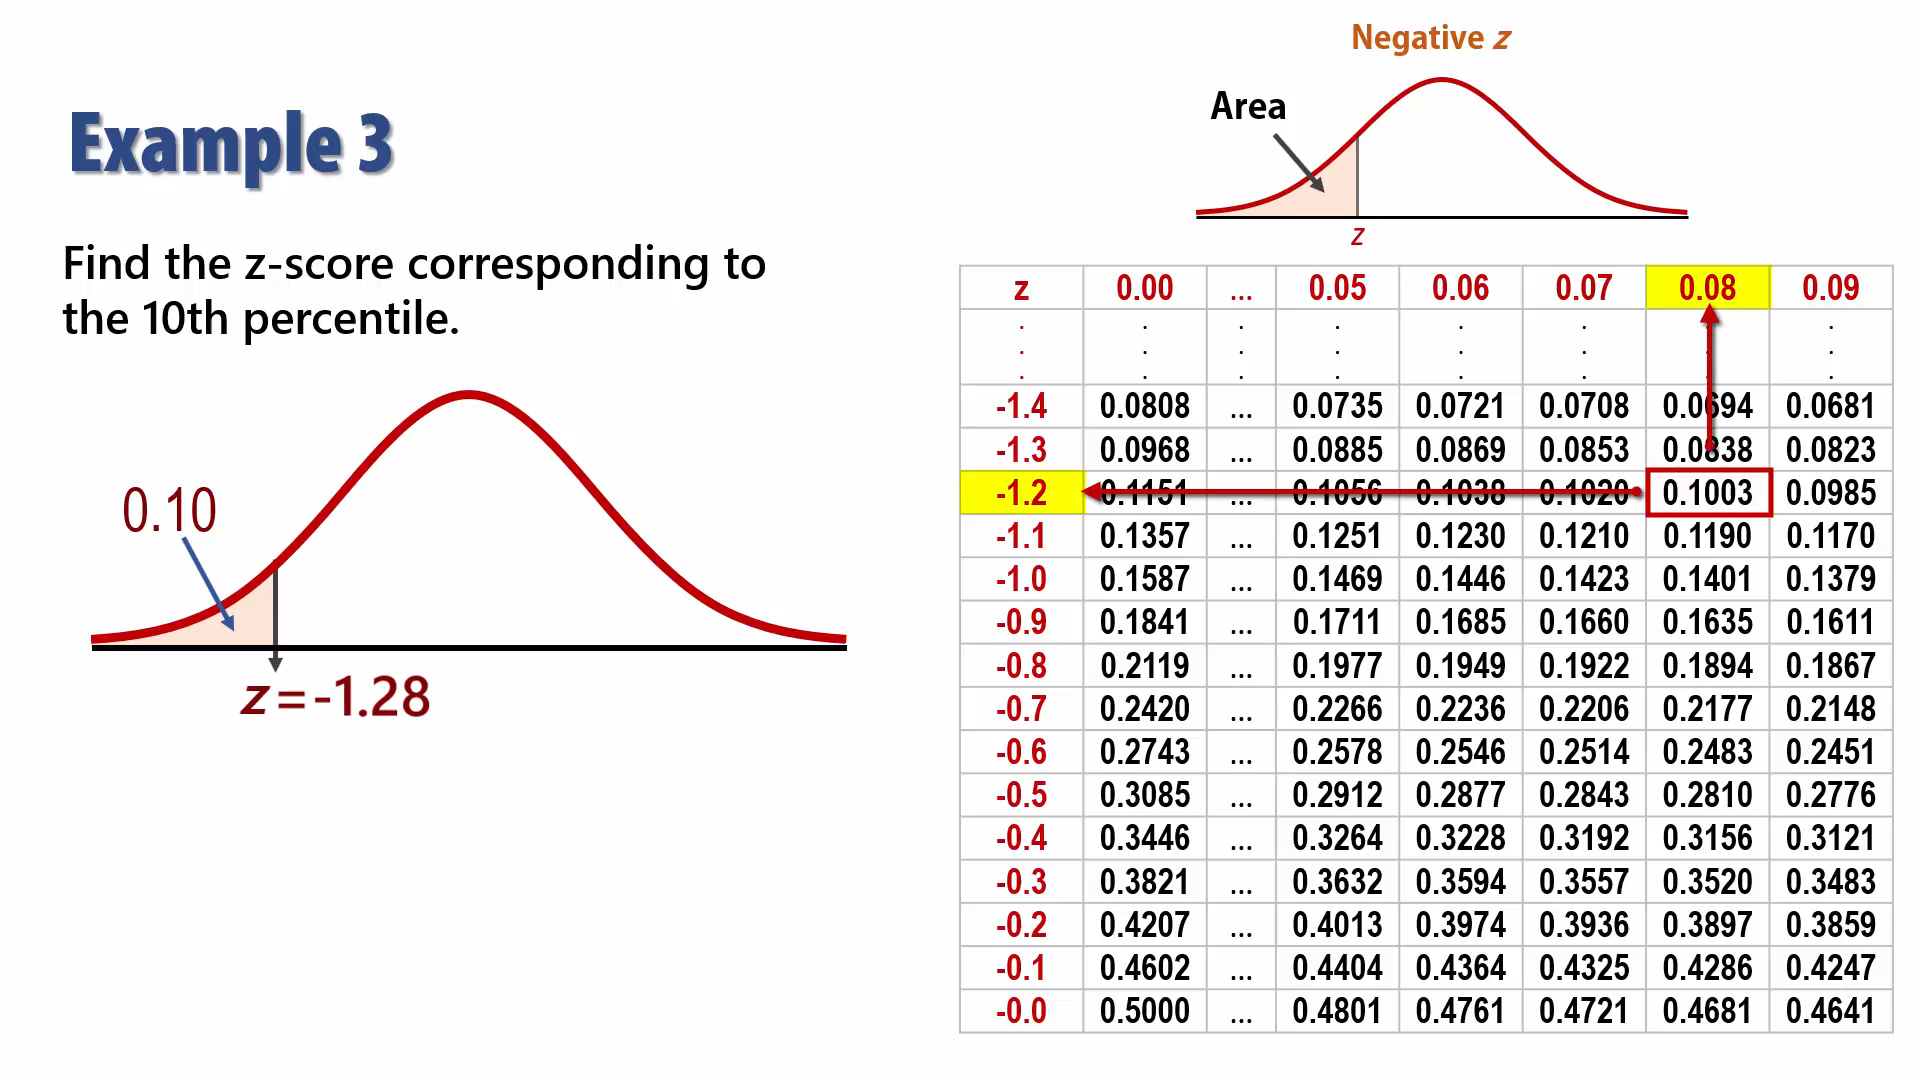 Example 3
Find the z-score corresponding to
the 10th percentile.
0.10
z = -1.28
Negative z
Area
z
z 0.00 ... 0.05 0.06 0.07 0.08 0.09
-1.4 0.0808 ... 0.0735 0.0721 0.0708 0.0694 0.0681
-1.3 0.0968 ... 0.0885 0.0869 0.0853 0.0838 0.0823
-1.2 0.1151 ... 0.1056 0.1038 0.1020 0.1003 0.0985
-1.1 0.1357 ... 0.1251 0.1230 0.1210 0.1190 0.1170
-1.0 0.1587 ... 0.1469 0.1446 0.1423 0.1401 0.1379
-0.9 0.1841 ... 0.1711 0.1685 0.1660 0.1635 0.1611
-0.8 0.2119 ... 0.1977 0.1949 0.1922 0.1894 0.1867
-0.7 0.2420 ... 0.2266 0.2236 0.2206 0.2177 0.2148
-0.6 0.2743 ... 0.2578 0.2546 0.2514 0.2483 0.2451
-0.5 0.3085 ... 0.2912 0.2877 0.2843 0.2810 0.2776
-0.4 0.3446 ... 0.3264 0.3228 0.3192 0.3156 0.3121
-0.3 0.3821 ... 0.3632 0.3594 0.3557 0.3520 0.3483
-0.2 0.4207 ... 0.4013 0.3974 0.3936 0.3897 0.3859
-0.1 0.4602 ... 0.4404 0.4364 0.4325 0.4286 0.4247
-0.0 0.5000 ... 0.4801 0.4761 0.4721 0.4681 0.4641